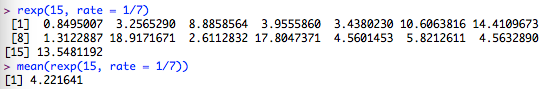 > rexp(15, rate = 1/7)
[1] 0.8495007 3.2565290 8.8858564 3.9555860 3.4380230 10.6063816 14.4109673
[8] 1.3122887 18.9171671 2.6112832 17.8047371 4.5601453 5.8212611 4.5632890
[15] 13.5481192
> mean(rexp(15, rate = 1/7))
[1] 4.221641